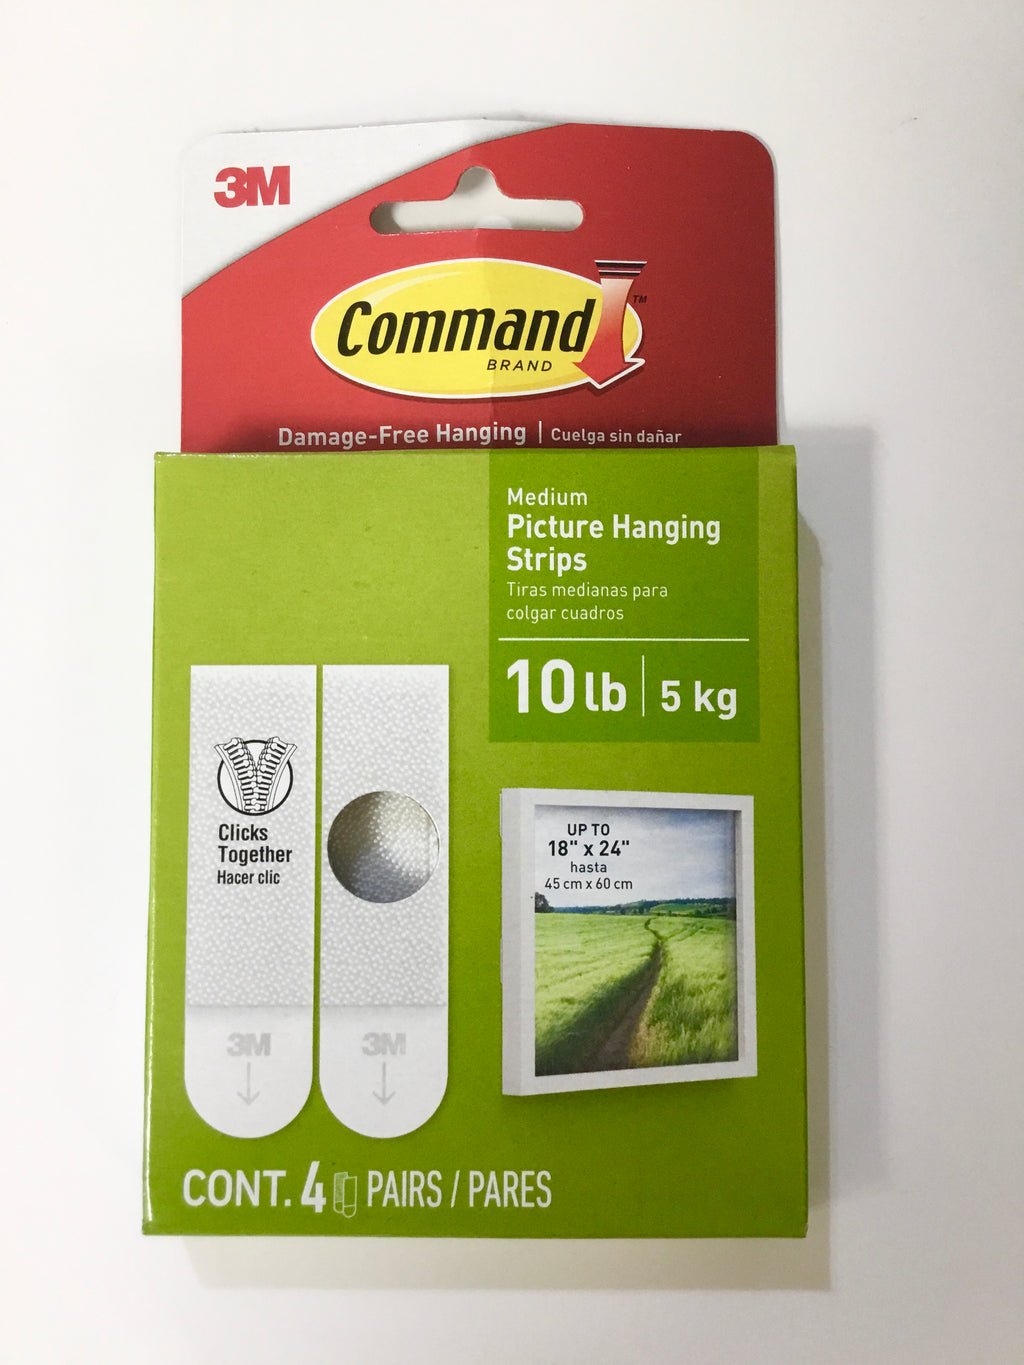 3M
Command
BRAND
™
Damage-Free Hanging | Cuelga sin dañar
Medium
Picture Hanging
Strips
Tiras medianas para
colgar cuadros
10 lb | 5 kg
Clicks
Together
Hacer clic
UP TO
18" x 24"
hasta
45 cm x 60 cm
3M
3M
CONT. 4 PAIRS / PARES